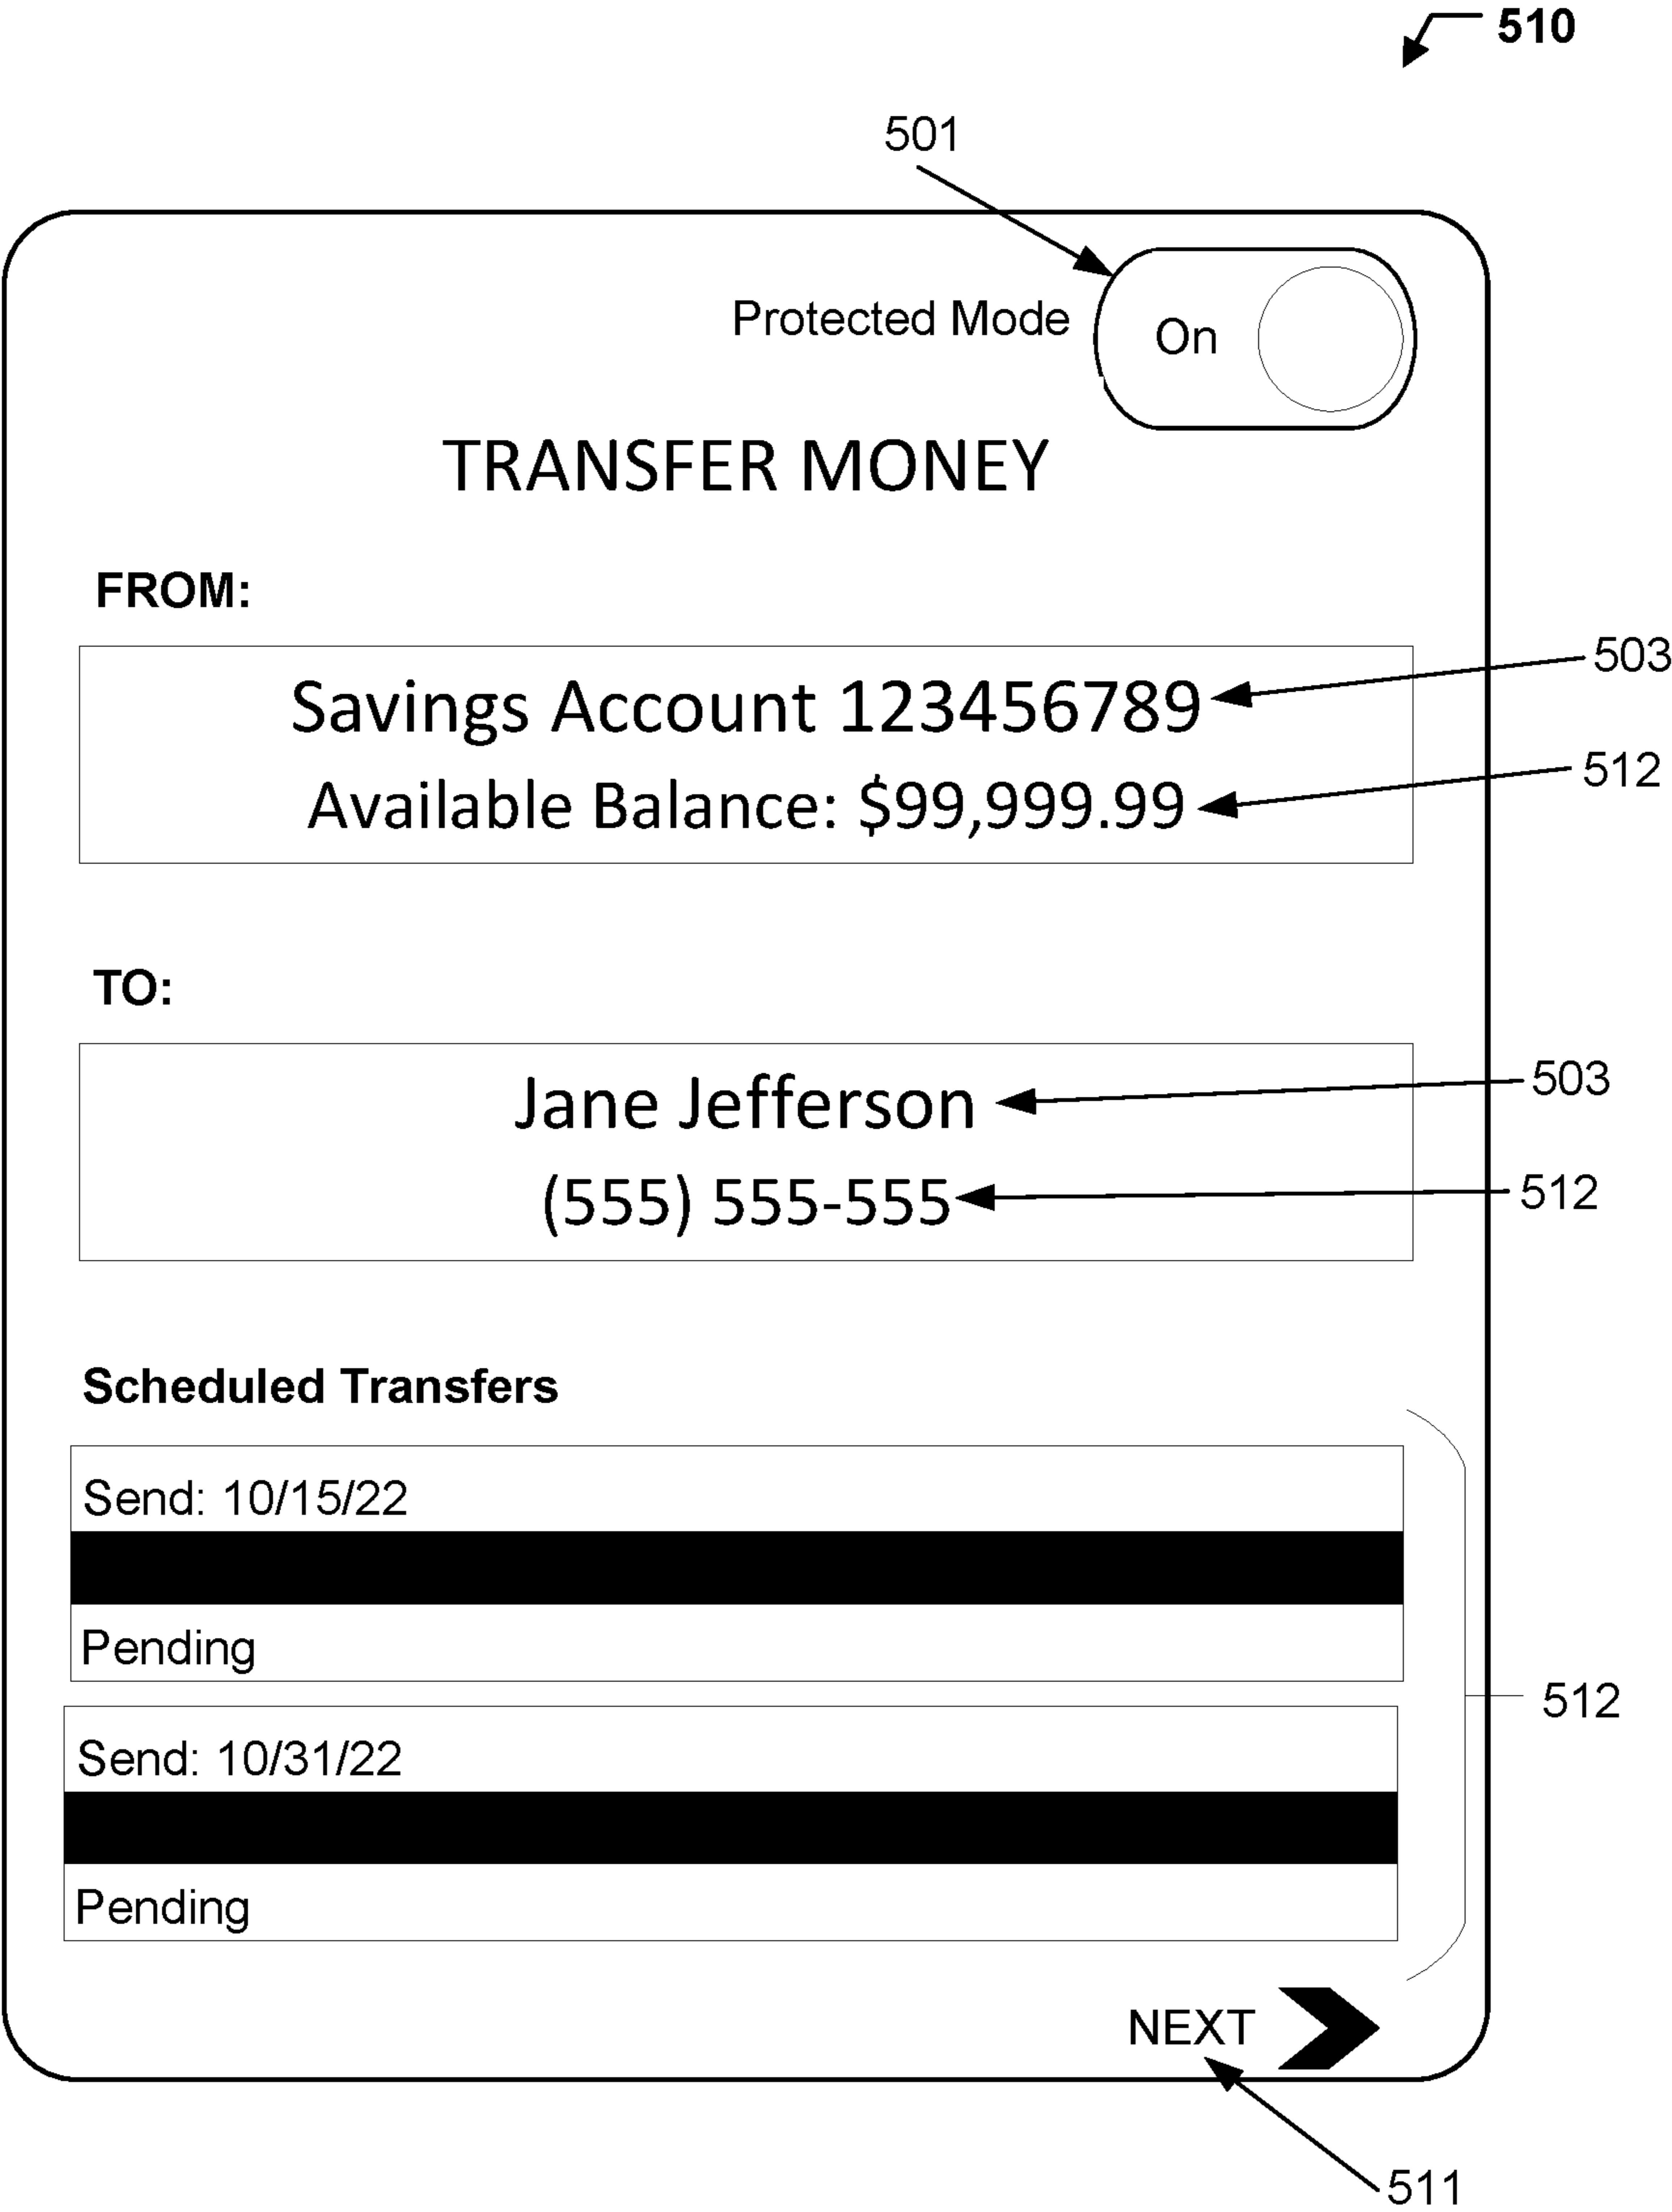 510
501
Protected Mode On
TRANSFER MONEY
FROM:
Savings Account 123456789
503
Available Balance: $99,999.99
512
TO:
Jane Jefferson
503
(555) 555-555
512
Scheduled Transfers
Send: 10/15/22
Pending
512
Send: 10/31/22
Pending
NEXT
511